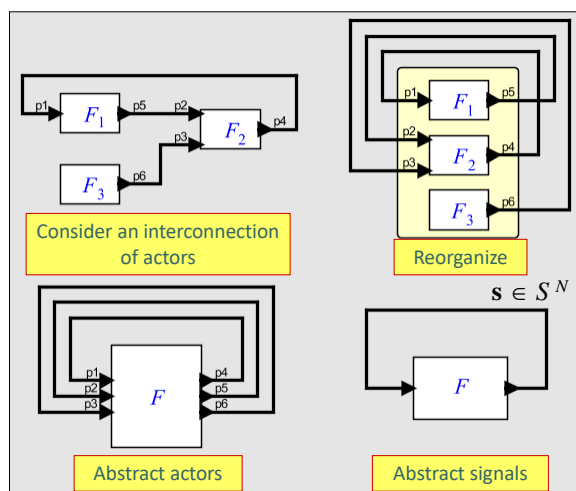 p1
F1
p5
p2
F2
p4
p3
F3
p6
Consider an interconnection
of actors
p1
F1
p5
p2
F2
p4
p3
F3
p6
Reorganize
p1
p2
p3
F
p4
p5
p6
Abstract actors
s ∈ S^N
F
Abstract signals